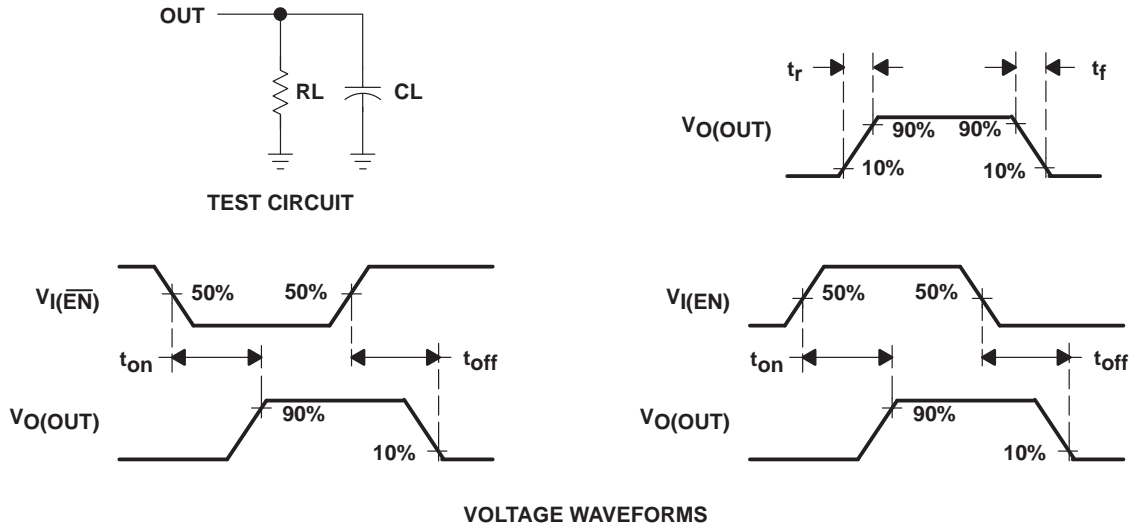 OUT
RL CL
TEST CIRCUIT
tr tf
VO(OUT)
90% 90%
10% 10%
VI(E̅N̅)
50% 50%
ton toff
VO(OUT)
90%
10%
VI(EN)
50% 50%
ton toff
VO(OUT)
90%
10%
VOLTAGE WAVEFORMS